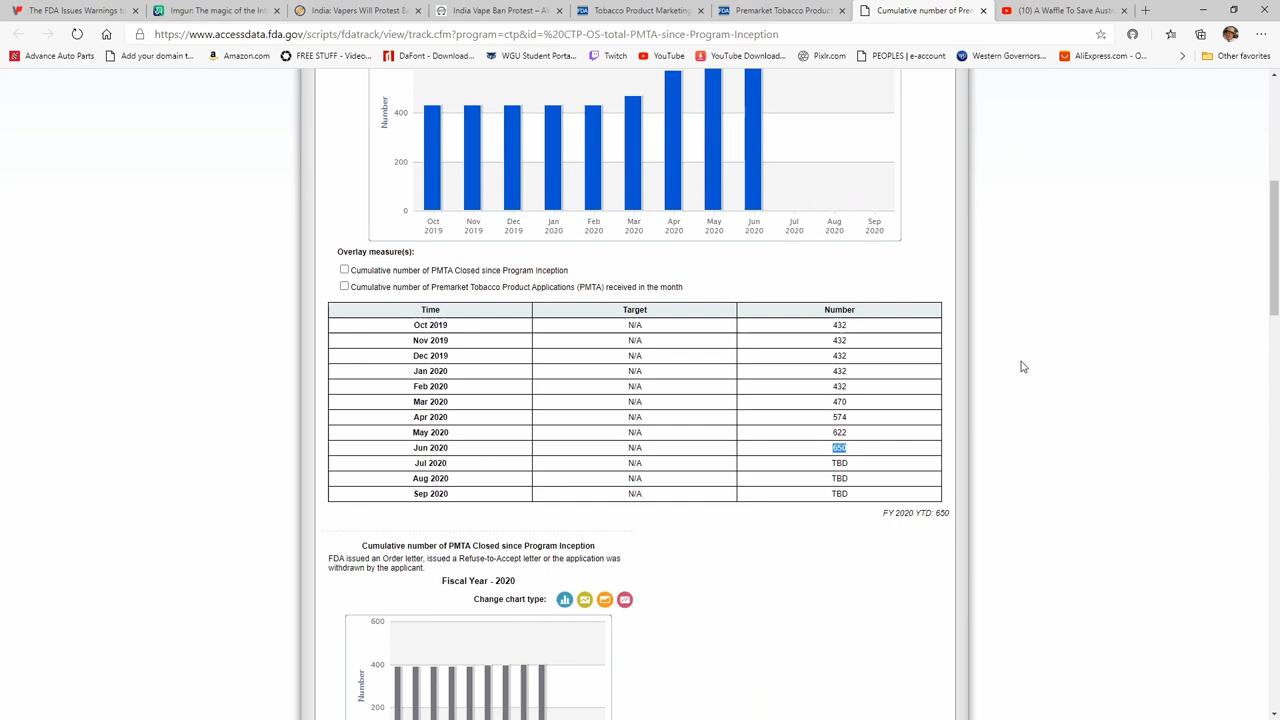 The FDA Issues Warnings to
Imgur: The magic of the Int
India: Vapers Will Protest B
India Vape Ban Protest – AV
Tobacco Product Marketing
Premarket Tobacco Product
Cumulative number of Prem
(10) A Waffle To Save Aust
https://www.accessdata.fda.gov/scripts/fdatrack/view/track.cfm?program=ctp&id=%20CTP-OS-total-PMTA-since-Program-Inception
Advance Auto Parts
Add your domain t...
Amazon.com
FREE STUFF - Revisi...
DaFont - Download...
WGU Student Porta...
Twitch
YouTube
YouTube Download...
Pixlr.com
PEOPLES | e-account
Western Governors...
AliExpress.com - O...
Other favorites
Number
400
200
0
Oct 2019
Nov 2019
Dec 2019
Jan 2020
Feb 2020
Mar 2020
Apr 2020
May 2020
Jun 2020
Jul 2020
Aug 2020
Sep 2020
Overlay measure(s):
Cumulative number of PMTA Closed since Program Inception
Cumulative number of Premarket Tobacco Product Applications (PMTA) received in the month
Time Target Number
Oct 2019 N/A 432
Nov 2019 N/A 432
Dec 2019 N/A 432
Jan 2020 N/A 432
Feb 2020 N/A 432
Mar 2020 N/A 470
Apr 2020 N/A 574
May 2020 N/A 622
Jun 2020 N/A 650
Jul 2020 N/A TBD
Aug 2020 N/A TBD
Sep 2020 N/A TBD
FY 2020 YTD: 650
Cumulative number of PMTA Closed since Program Inception
FDA issued an Order letter, issued a Refuse-to-Accept letter or the application was
withdrawn by the applicant.
Fiscal Year - 2020
Change chart type:
600
400
200
Number